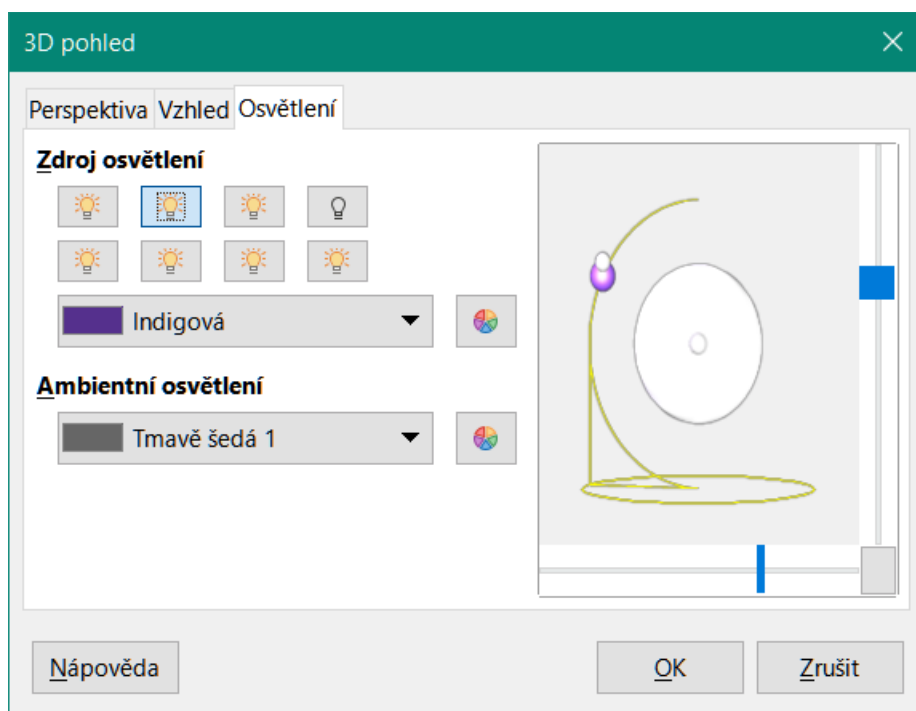 3D pohled
Perspektiva Vzhled Osvětlení
Zdroj osvětlení
Indigová
Ambientní osvětlení
Tmavě šedá 1
Nápověda OK Zrušit